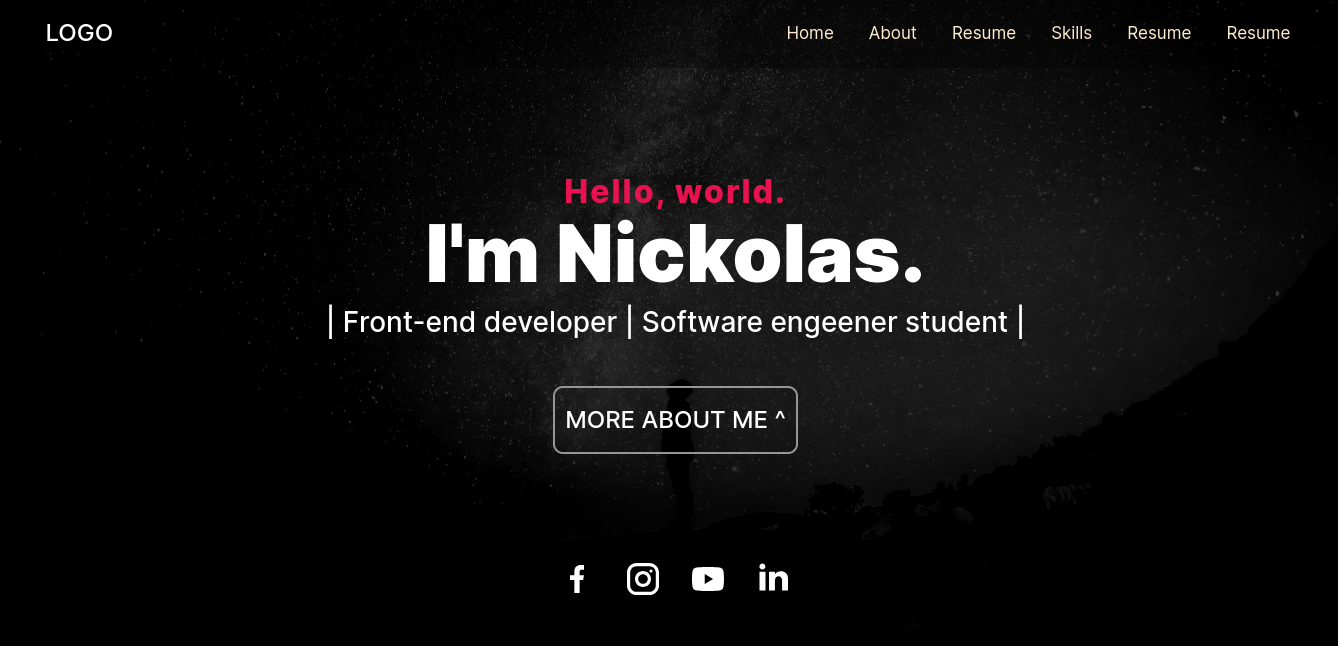 LOGO
Home About Resume Skills Resume Resume
Hello, world.
I'm Nickolas.
| Front-end developer | Software engeener student |
MORE ABOUT ME ^